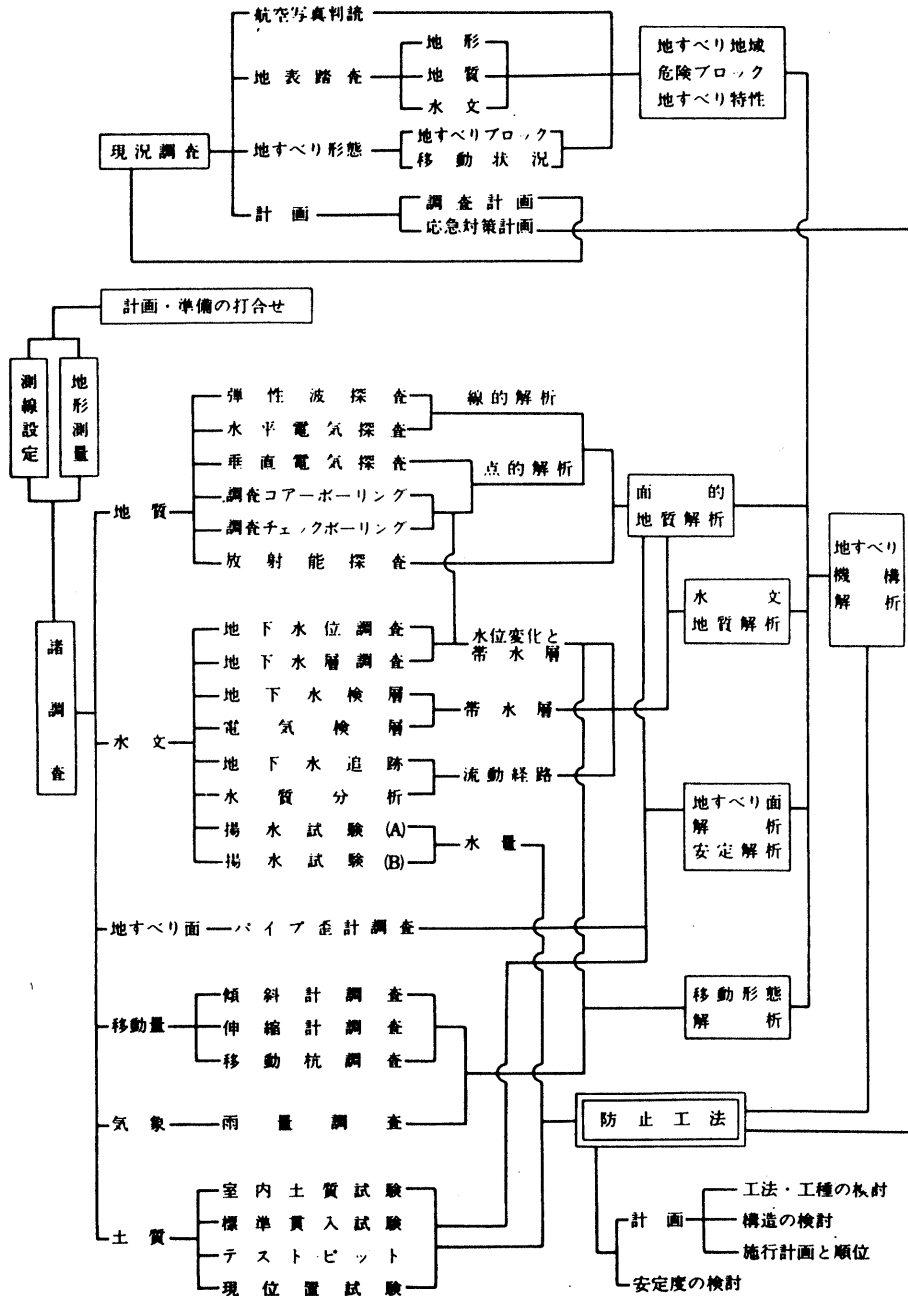 航空写真判読
地表踏査
地形
地質
水文
地すべり地域
危険ブロック
地すべり特性
現況調査
地すべり形態
地すべりブロック
移動状況
計画
調査計画
応急対策計画
計画・準備の打合せ
測線設定
地形測量
諸調査
地質
弾性波探査
水平電気探査
垂直電気探査
調査コアーボーリング
調査チェックボーリング
放射能探査
線的解析
点的解析
面的
地質解析
地すべり
機構
解析
水文
地下水位調査
地下水層調査
地下水検層
電気検層
地下水追跡
水質分析
揚水試験(A)
揚水試験(B)
水位変化と
帯水層
帯水層
流動経路
水量
水文
地質解析
地すべり面
解析
安定解析
地すべり面
パイプ歪計調査
移動量
傾斜計調査
伸縮計調査
移動杭調査
移動形態
解析
気象
雨量調査
防止工法
土質
室内土質試験
標準貫入試験
テストピット
現位置試験
計画
工法・工種の検討
構造の検討
施行計画と順位
安定度の検討